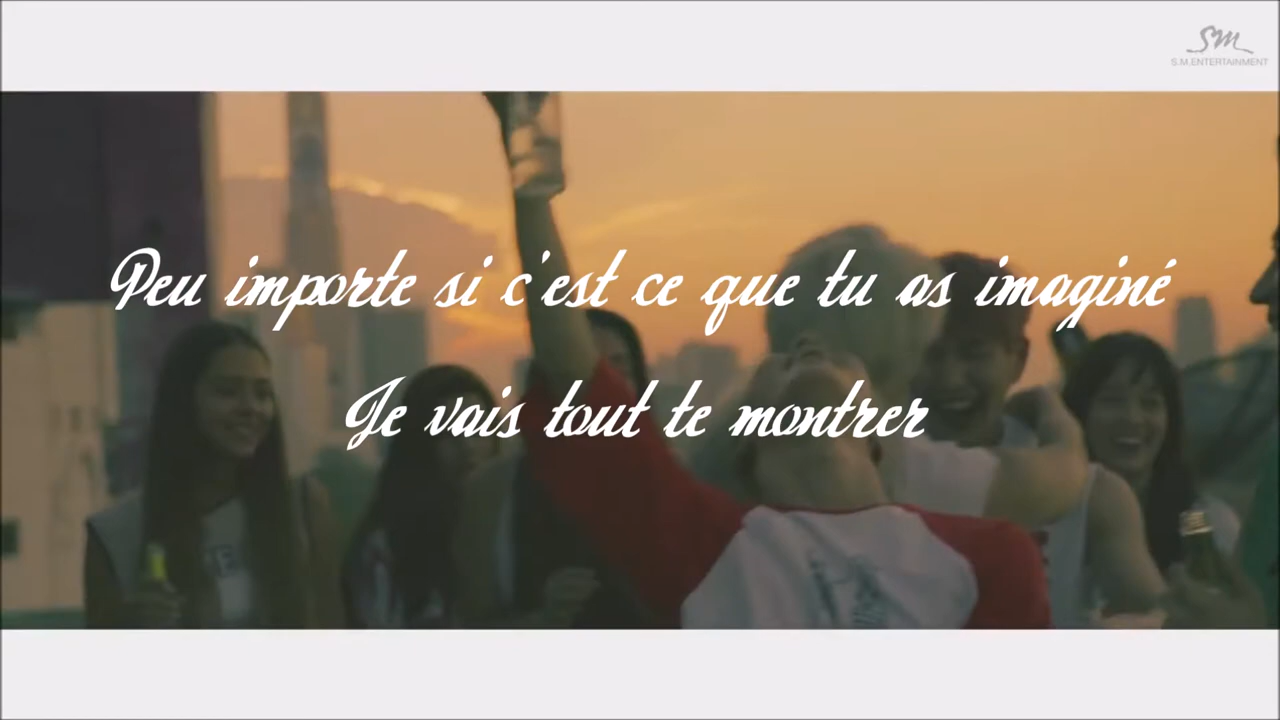 SM
S.M.ENTERTAINMENT
Peu importe si c'est ce que tu as imaginé
Je vais tout te montrer